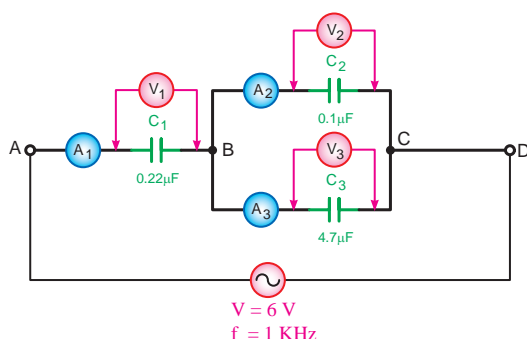 V2
A2
C2
0.1µF
V1
C1
A
A1
0.22µF
B
V3
C
D
C3
A3
4.7µF
V = 6 V
f = 1 KHz